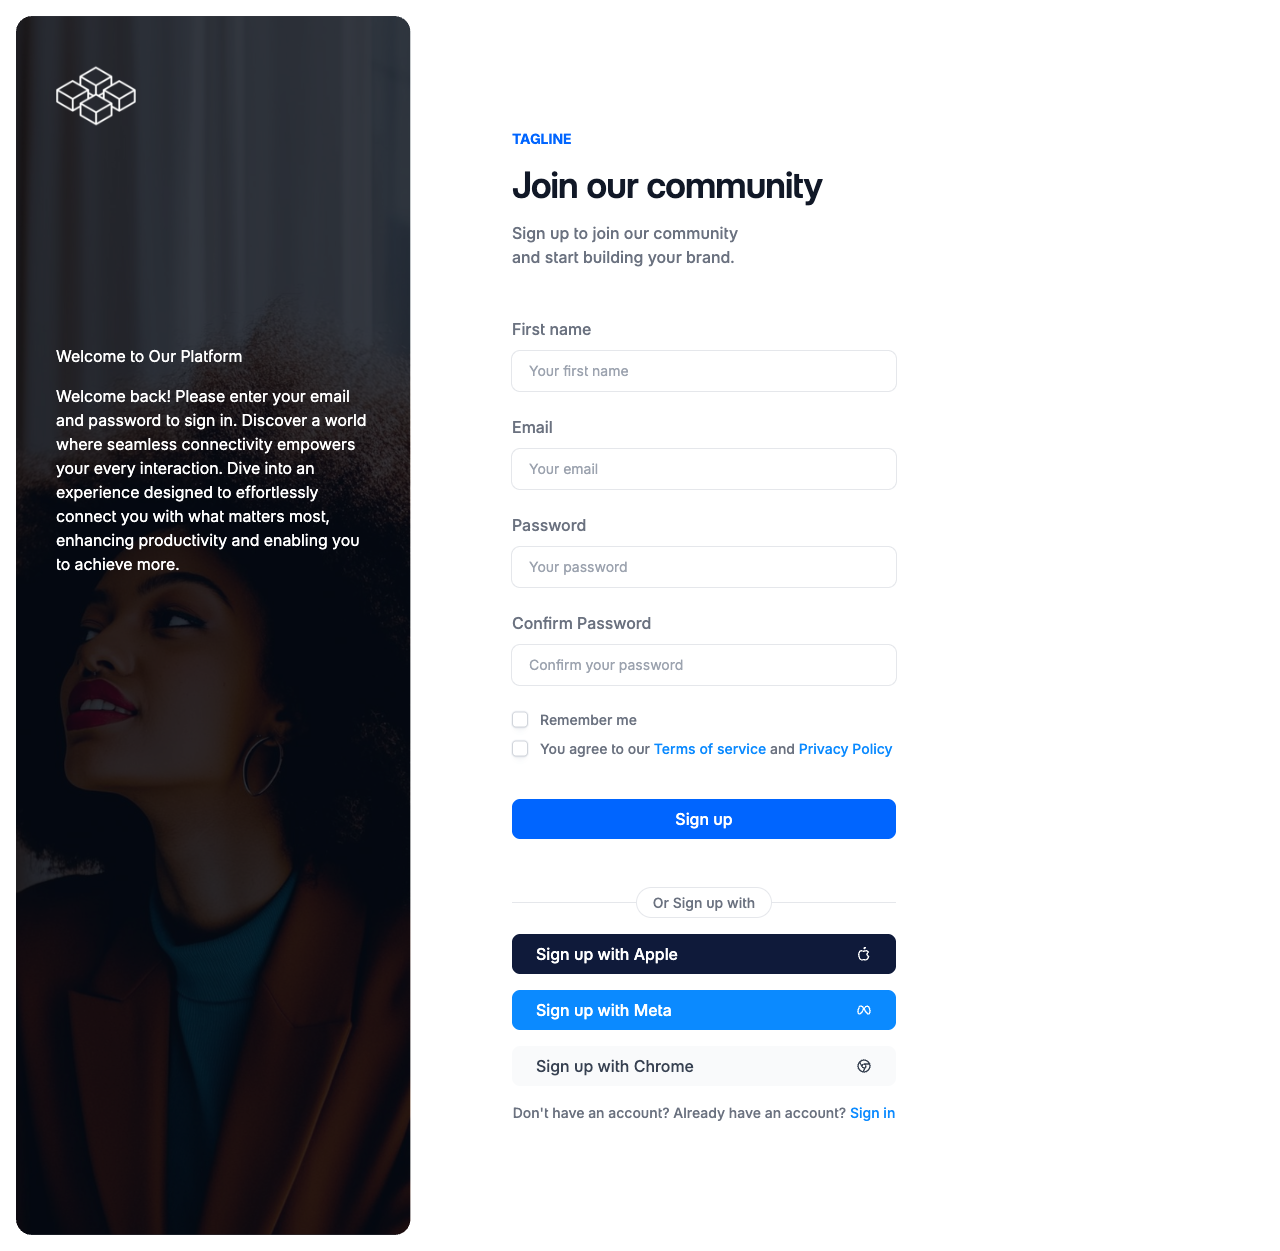 Welcome to Our Platform
Welcome back! Please enter your email
and password to sign in. Discover a world
where seamless connectivity empowers
your every interaction. Dive into an
experience designed to effortlessly
connect you with what matters most,
enhancing productivity and enabling you
to achieve more.
TAGLINE
Join our community
Sign up to join our community
and start building your brand.
First name
Your first name
Email
Your email
Password
Your password
Confirm Password
Confirm your password
Remember me
You agree to our Terms of service and Privacy Policy
Sign up
Or Sign up with
Sign up with Apple
Sign up with Meta
Sign up with Chrome
Don't have an account? Already have an account? Sign in